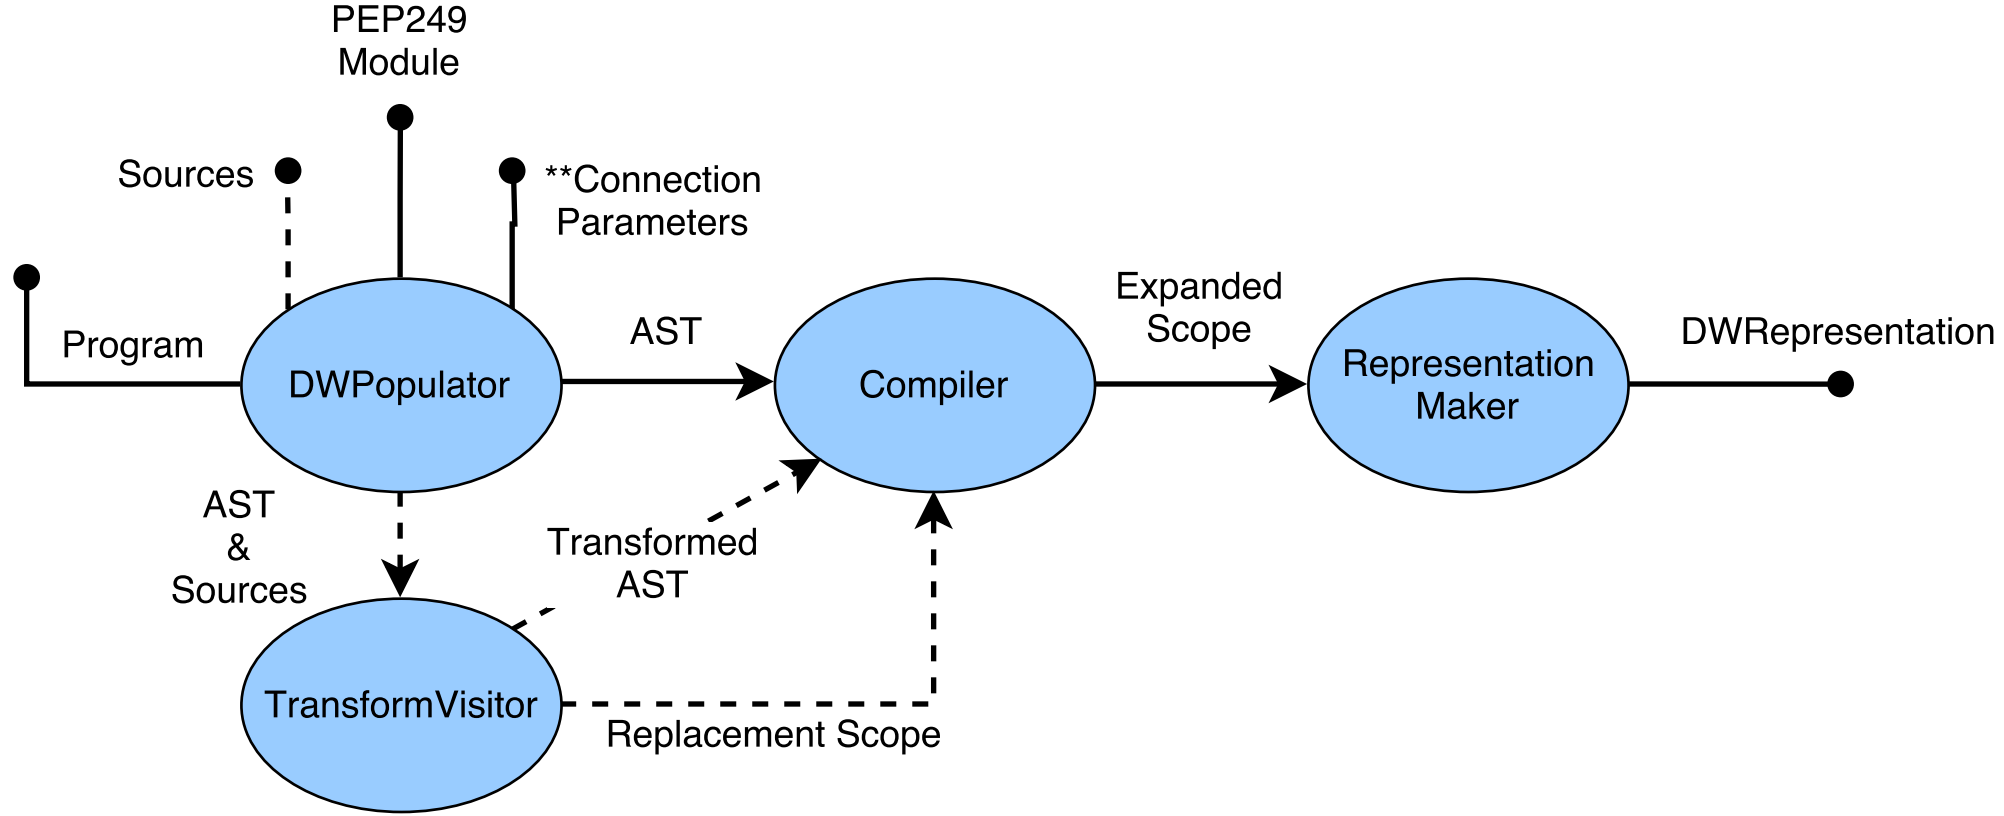 PEP249
Module
Sources
**Connection
Parameters
Program
DWPopulator
AST
Compiler
Expanded
Scope
Representation
Maker
DWRepresentation
AST
&
Sources
Transformed
AST
TransformVisitor
Replacement Scope